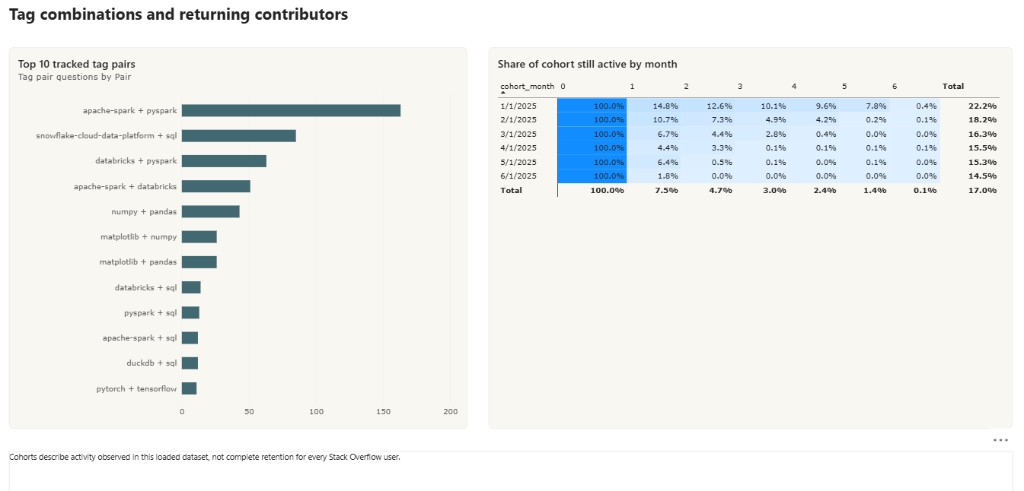 Tag combinations and returning contributors
Top 10 tracked tag pairs
Tag pair questions by Pair
apache-spark + pyspark
snowflake-cloud-data-platform + sql
databricks + pyspark
apache-spark + databricks
numpy + pandas
matplotlib + numpy
matplotlib + pandas
databricks + sql
pyspark + sql
apache-spark + sql
duckdb + sql
pytorch + tensorflow
0 50 100 150 200
Share of cohort still active by month
cohort_month 0 1 2 3 4 5 6 Total
1/1/2025 100.0% 14.8% 12.6% 10.1% 9.6% 7.8% 0.4% 22.2%
2/1/2025 100.0% 10.7% 7.3% 4.9% 4.2% 0.2% 0.1% 18.2%
3/1/2025 100.0% 6.7% 4.4% 2.8% 0.4% 0.0% 0.0% 16.3%
4/1/2025 100.0% 4.4% 3.3% 0.1% 0.1% 0.1% 0.1% 15.5%
5/1/2025 100.0% 6.4% 0.5% 0.1% 0.0% 0.1% 0.0% 15.3%
6/1/2025 100.0% 1.8% 0.0% 0.0% 0.0% 0.0% 0.0% 14.5%
Total 100.0% 7.5% 4.7% 3.0% 2.4% 1.4% 0.1% 17.0%
Cohorts describe activity observed in this loaded dataset, not complete retention for every Stack Overflow user.